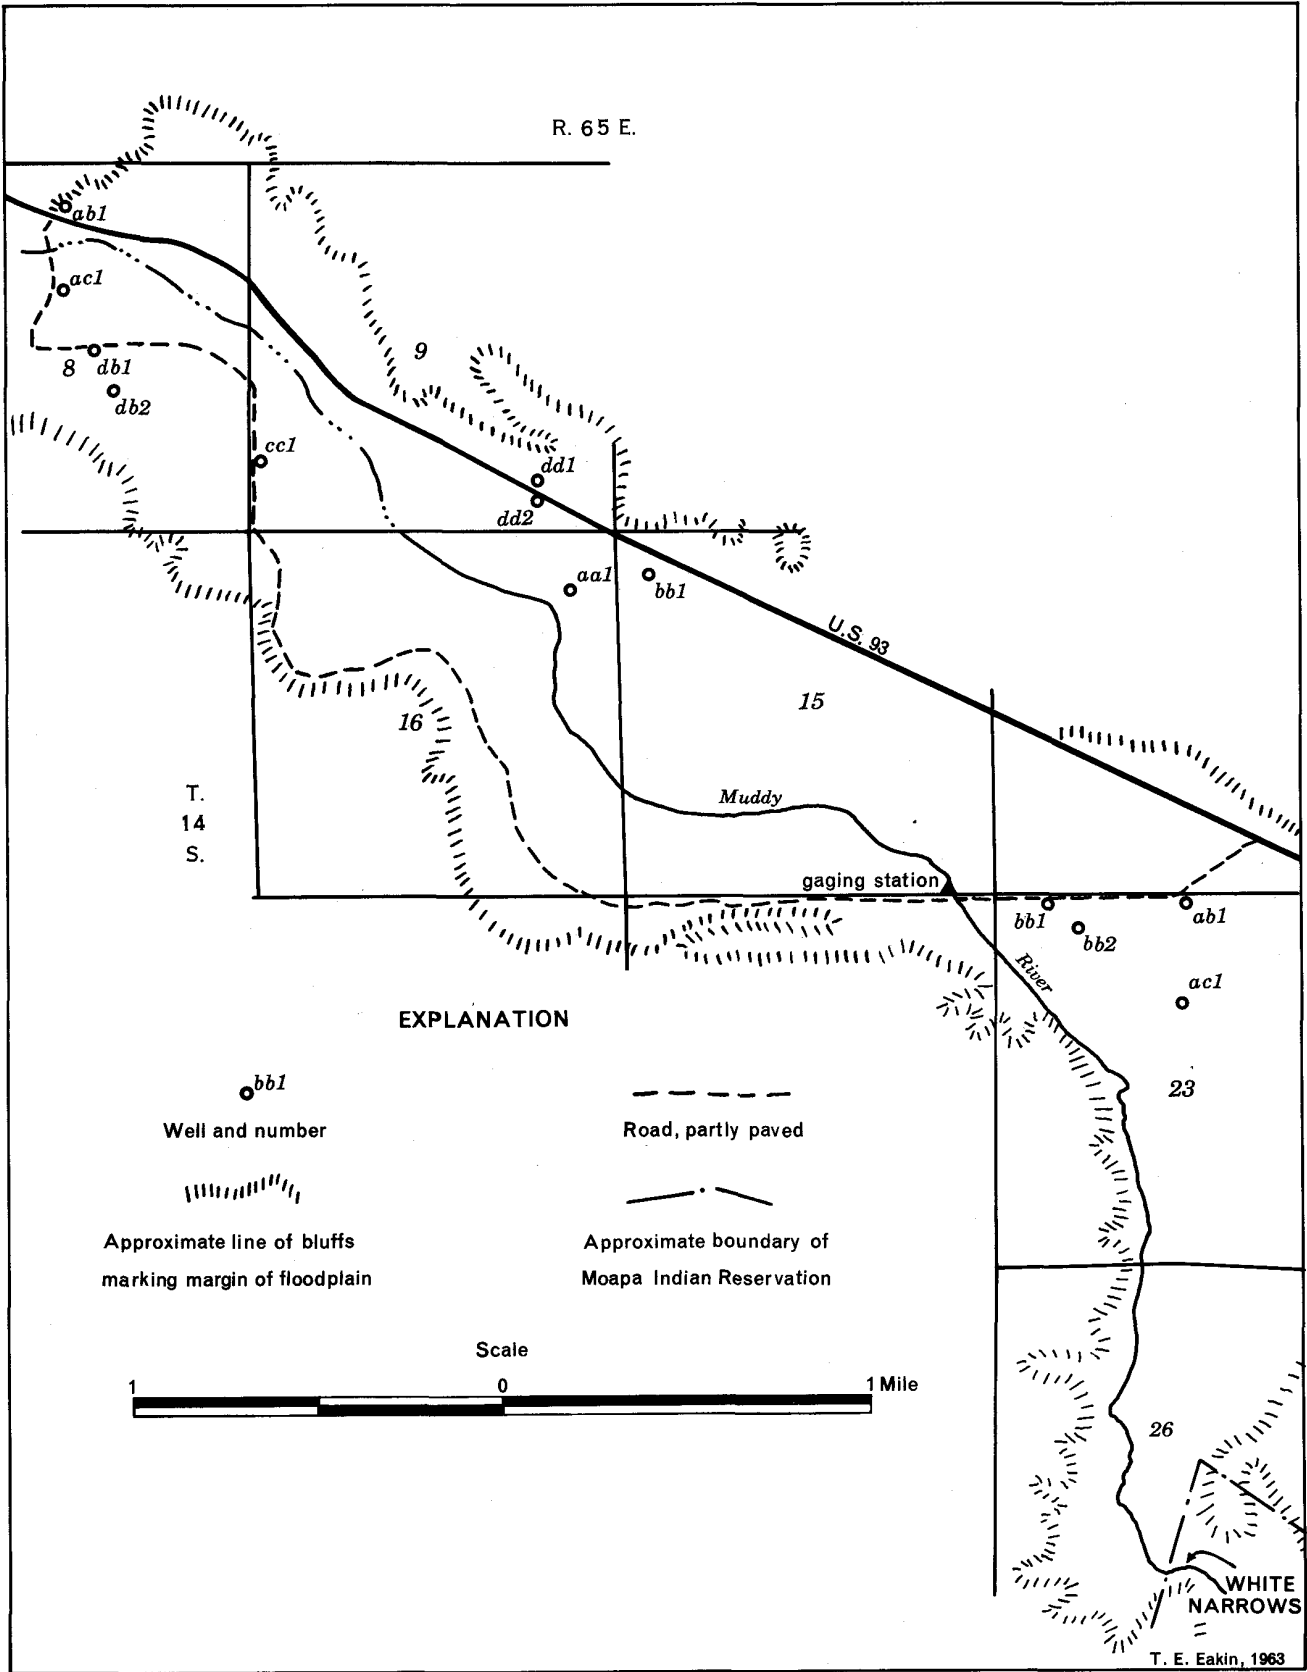 R. 65 E.
ab1
ac1
9
8
db1
db2
cc1
dd1
dd2
aa1
bb1
U.S. 93
15
16
T.
14
S.
Muddy
gaging station
bb1
ab1
bb2
River
ac1
EXPLANATION
bb1
23
Well and number
Road, partly paved
Approximate line of bluffs
marking margin of floodplain
Approximate boundary of
Moapa Indian Reservation
Scale
1 0 1 Mile
26
WHITE
NARROWS
T. E. Eakin, 1963